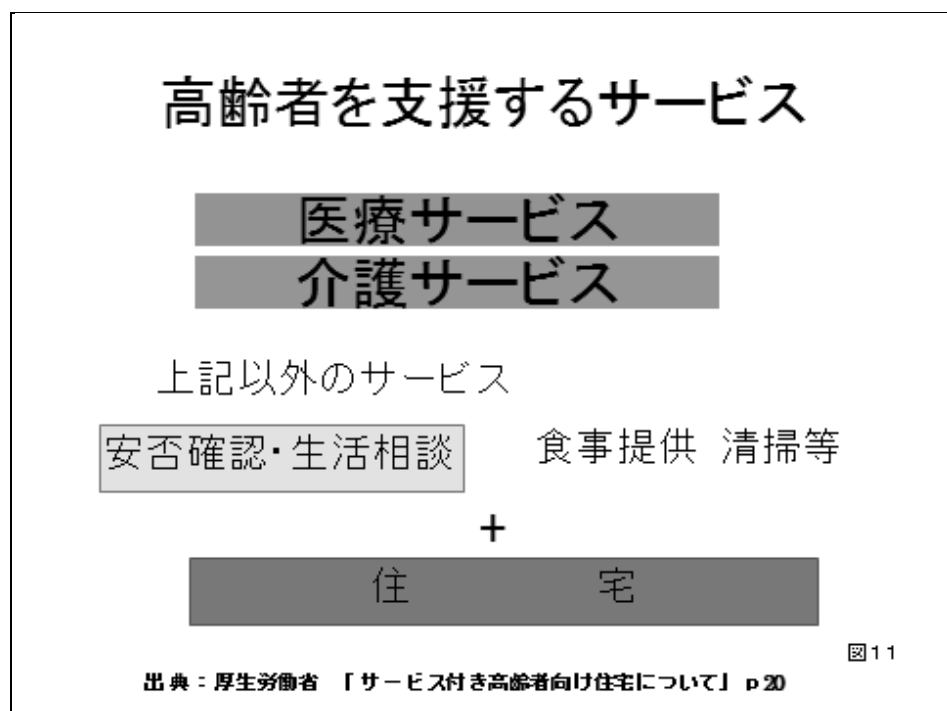 高齢者を支援するサービス
医療サービス
介護サービス
上記以外のサービス
安否確認・生活相談 食事提供 清掃等
+
住 宅
図11
出典：厚生労働省 「サービス付き高齢者向け住宅について」 p20